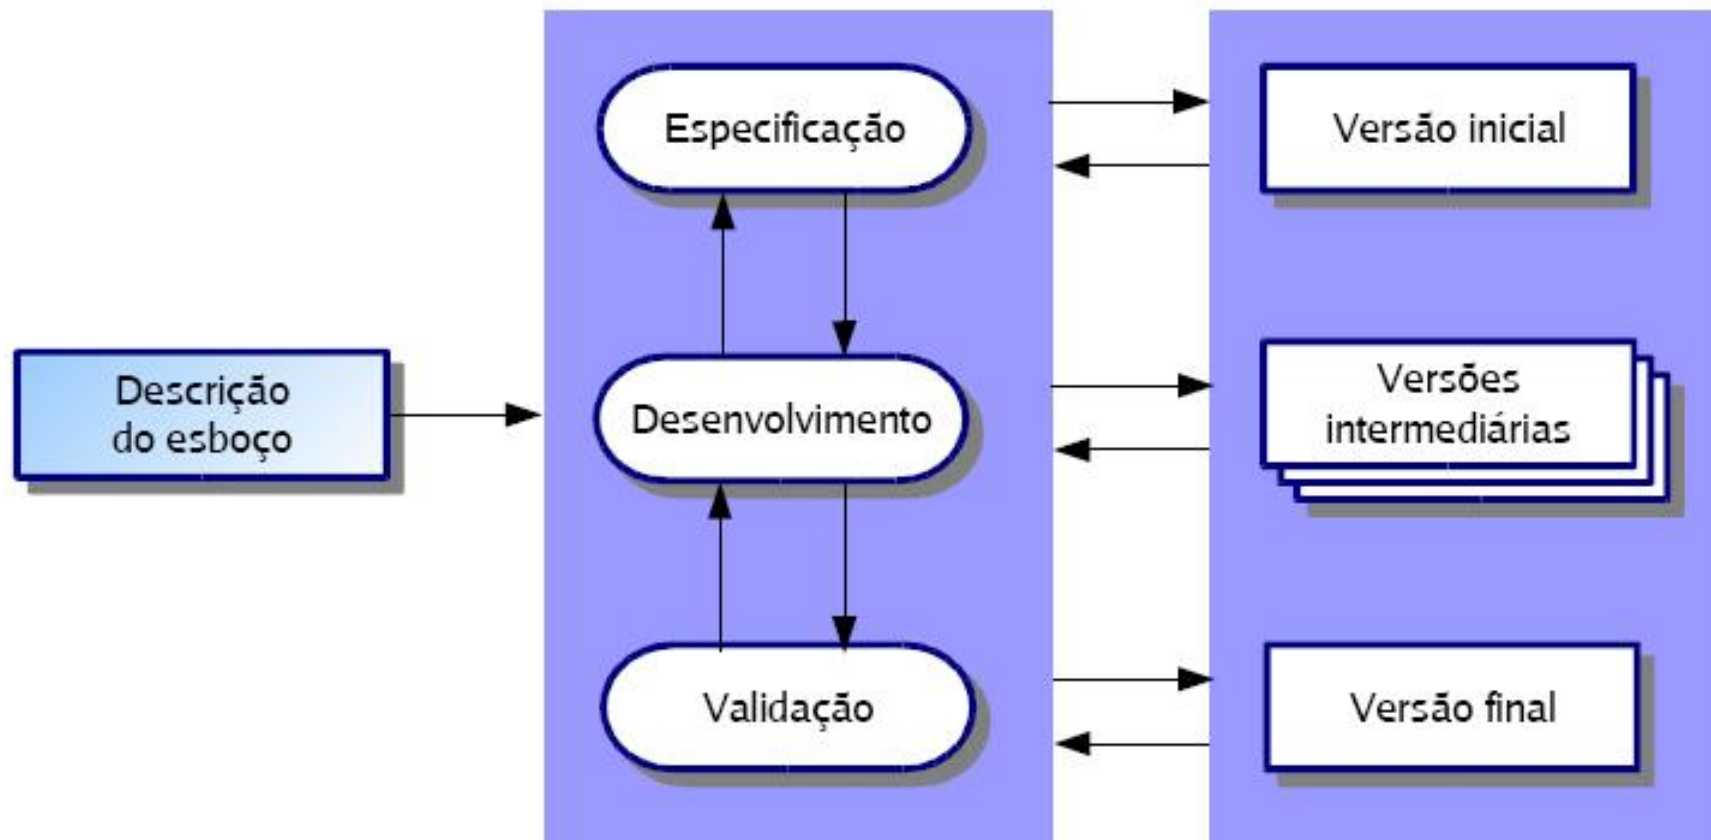 Especificação
Versão inicial
Descrição
do esboço
Desenvolvimento
Versões
intermediárias
Validação
Versão final